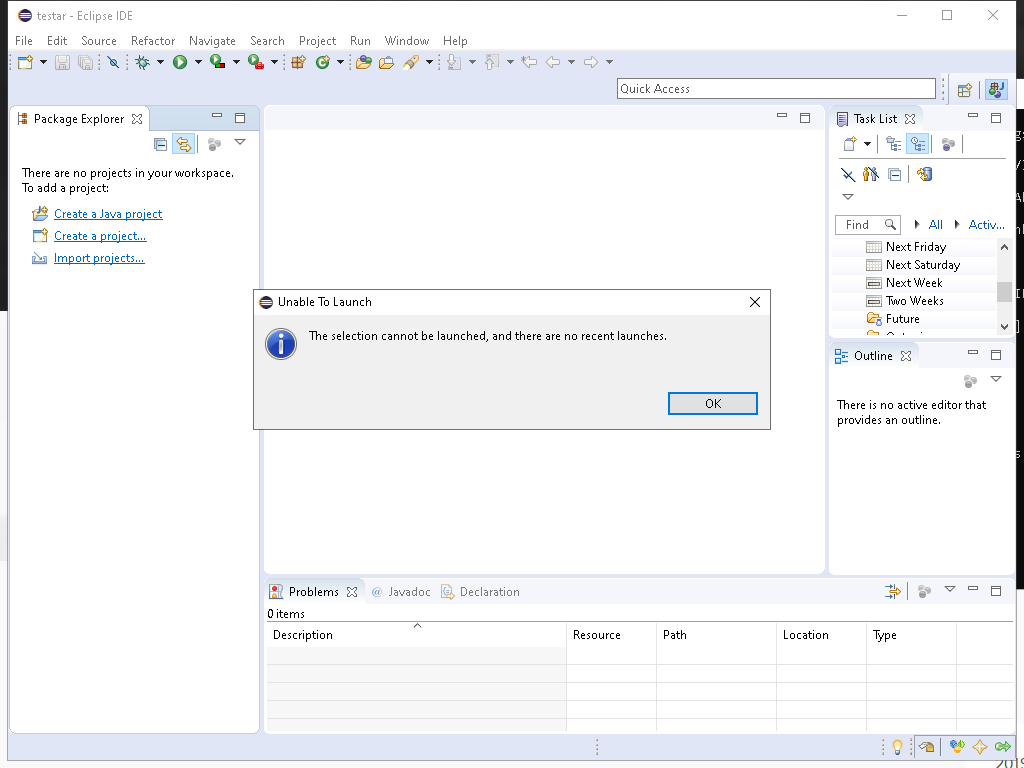 testar - Eclipse IDE
File Edit Source Refactor Navigate Search Project Run Window Help
Quick Access
Package Explorer
There are no projects in your workspace.
To add a project:
Create a Java project
Create a project...
Import projects...
Task List
Find
All
Activ...
Next Friday
Next Saturday
Next Week
Two Weeks
Future
Unable To Launch
The selection cannot be launched, and there are no recent launches.
OK
Outline
There is no active editor that
provides an outline.
Problems
@ Javadoc
Declaration
0 items
Description Resource Path Location Type
2019